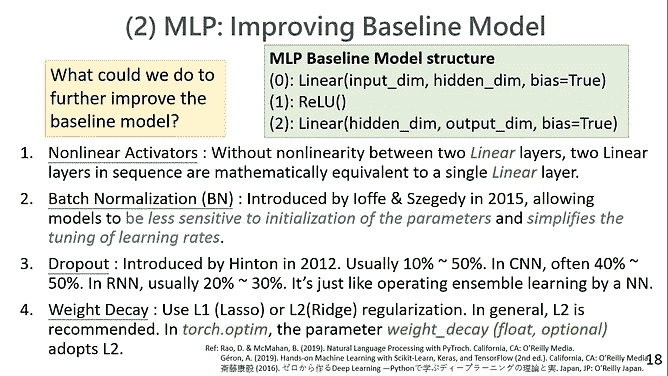 (2) MLP: Improving Baseline Model
What could we do to
further improve the
baseline model?
MLP Baseline Model structure
(0): Linear(input_dim, hidden_dim, bias=True)
(1): ReLU()
(2): Linear(hidden_dim, output_dim, bias=True)
1. Nonlinear Activators : Without nonlinearity between two Linear
layers, two Linear layers in sequence are mathematically equivalent to a single Linear layer.
2. Batch Normalization (BN) : Introduced by Ioffe & Szegedy in 2015, allowing
models to be less sensitive to initialization of the parameters and simplifies the
tuning of learning rates.
3. Dropout : Introduced by Hinton in 2012. Usually 10% ~ 50%. In CNN, often 40% ~
50%. In RNN, usually 20% ~ 30%. It's just like operating ensemble learning by a NN.
4. Weight Decay : Use L1 (Lasso) or L2(Ridge) regularization. In general, L2 is
recommended. In torch.optim, the parameter weight_decay (float, optional)
adopts L2.
Ref: Rao, D. & McMahan, B. (2019). Natural Language Processing with PyTroch. California, CA: O'Reilly Media.
Géron, A. (2019). Hands-on Machine Learning with Scikit-Learn, Keras, and TensorFlow (2nd ed.). California, CA: O'Reilly Media.
斎藤康毅 (2016). ゼロから作るDeep Learning ―Pythonで学ぶディープラーニングの理論と実. Japan, JP: O'Reilly Japan.
18